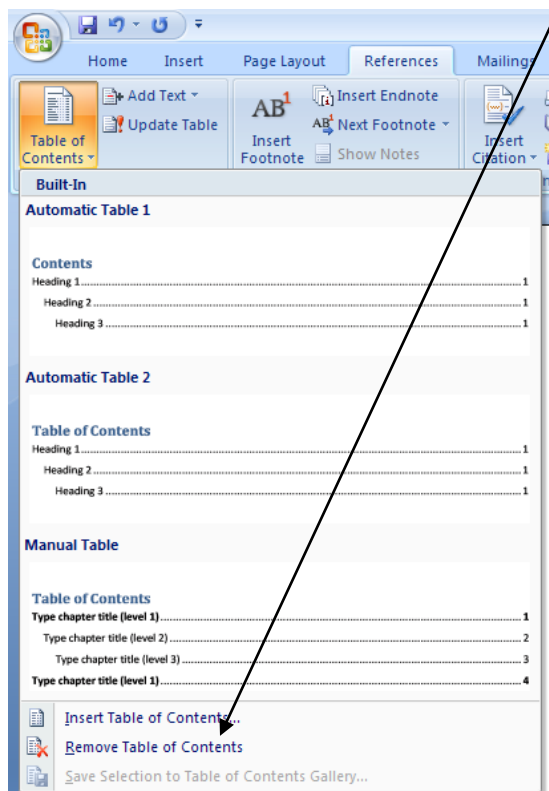 Home Insert Page Layout References Mailings
Table of Contents
Add Text
Update Table
AB1
Insert Footnote
Insert Endnote
AB1 Next Footnote
Show Notes
Insert Citation
Built-In
Automatic Table 1
Contents
Heading 1 1
Heading 2 1
Heading 3 1
Automatic Table 2
Table of Contents
Heading 1 1
Heading 2 1
Heading 3 1
Manual Table
Table of Contents
Type chapter title (level 1) 1
Type chapter title (level 2) 2
Type chapter title (level 3) 3
Type chapter title (level 1) 4
Insert Table of Contents...
Remove Table of Contents
Save Selection to Table of Contents Gallery...